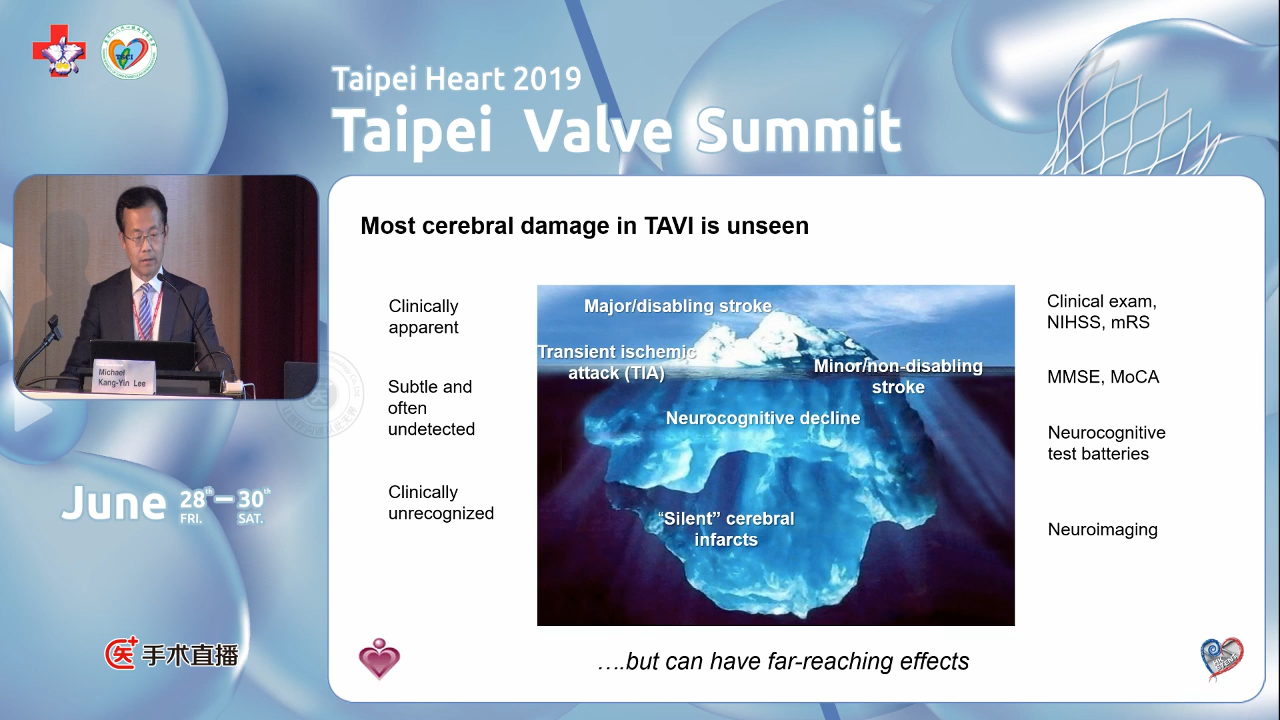 Taipei Heart 2019
Taipei Valve Summit
Michael
Kang-Yin Lee
June 28th – 30th
FRI. SAT.
医 手术直播
Most cerebral damage in TAVI is unseen
Clinically
apparent
Subtle and
often
undetected
Clinically
unrecognized
Major/disabling stroke
Transient ischemic
attack (TIA)
Minor/non-disabling
stroke
Neurocognitive decline
“Silent” cerebral
infarcts
Clinical exam,
NIHSS, mRS
MMSE, MoCA
Neurocognitive
test batteries
Neuroimaging
….but can have far-reaching effects